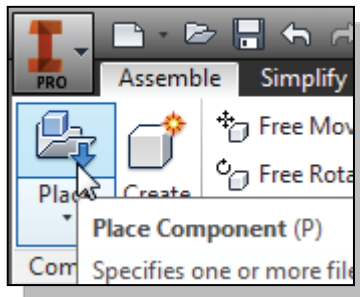 PRO Assemble Simplify
Free Mov
Free Rota
Plac Create
Place Component (P)
Com Specifies one or more file